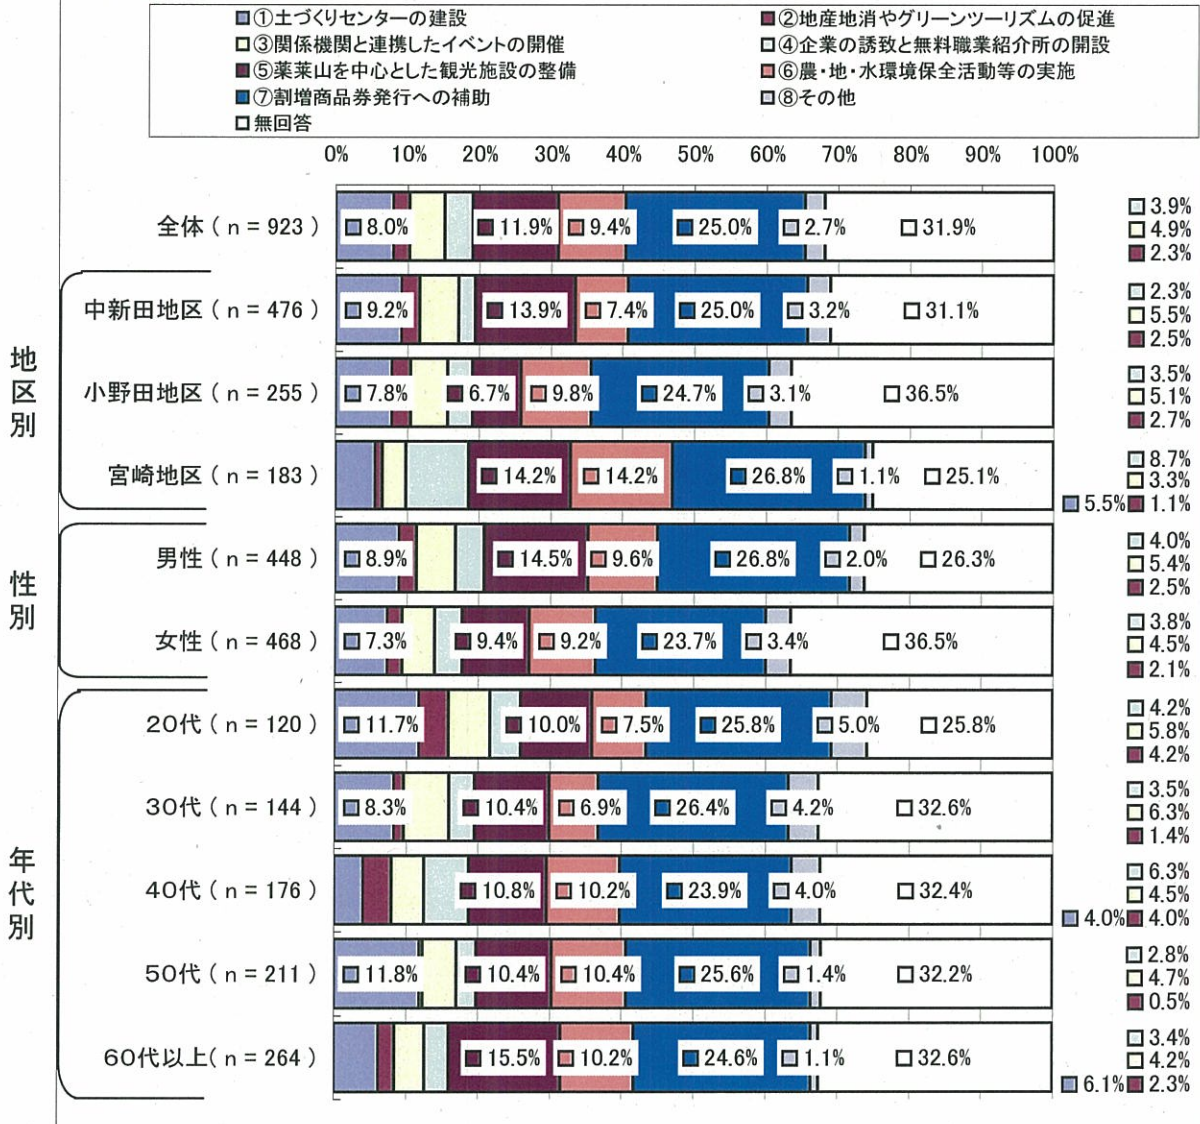 ①土づくりセンターの建設 ②地産地消やグリーンツーリズムの促進
③関係機関と連携したイベントの開催 ④企業の誘致と無料職業紹介所の開設
⑤薬莱山を中心とした観光施設の整備 ⑥農・地・水環境保全活動等の実施
⑦割増商品券発行への補助 ⑧その他
無回答
0% 10% 20% 30% 40% 50% 60% 70% 80% 90% 100%
全体（ n = 923 ） 8.0% 11.9% 9.4% 25.0% 2.7% 31.9%
3.9%
4.9%
2.3%
地区別
中新田地区（ n = 476 ） 9.2% 13.9% 7.4% 25.0% 3.2% 31.1%
2.3%
5.5%
2.5%
小野田地区（ n = 255 ） 7.8% 6.7% 9.8% 24.7% 3.1% 36.5%
3.5%
5.1%
2.7%
宮崎地区（ n = 183 ） 14.2% 14.2% 26.8% 1.1% 25.1%
8.7%
3.3%
5.5% 1.1%
性別
男性（ n = 448 ） 8.9% 14.5% 9.6% 26.8% 2.0% 26.3%
4.0%
5.4%
2.5%
女性（ n = 468 ） 7.3% 9.4% 9.2% 23.7% 3.4% 36.5%
3.8%
4.5%
2.1%
年代別
20代（ n = 120 ） 11.7% 10.0% 7.5% 25.8% 5.0% 25.8%
4.2%
5.8%
4.2%
30代（ n = 144 ） 8.3% 10.4% 6.9% 26.4% 4.2% 32.6%
3.5%
6.3%
1.4%
40代（ n = 176 ） 10.8% 10.2% 23.9% 4.0% 32.4%
6.3%
4.5%
4.0% 4.0%
50代（ n = 211 ） 11.8% 10.4% 10.4% 25.6% 1.4% 32.2%
2.8%
4.7%
0.5%
60代以上（ n = 264 ） 15.5% 10.2% 24.6% 1.1% 32.6%
3.4%
4.2%
6.1% 2.3%